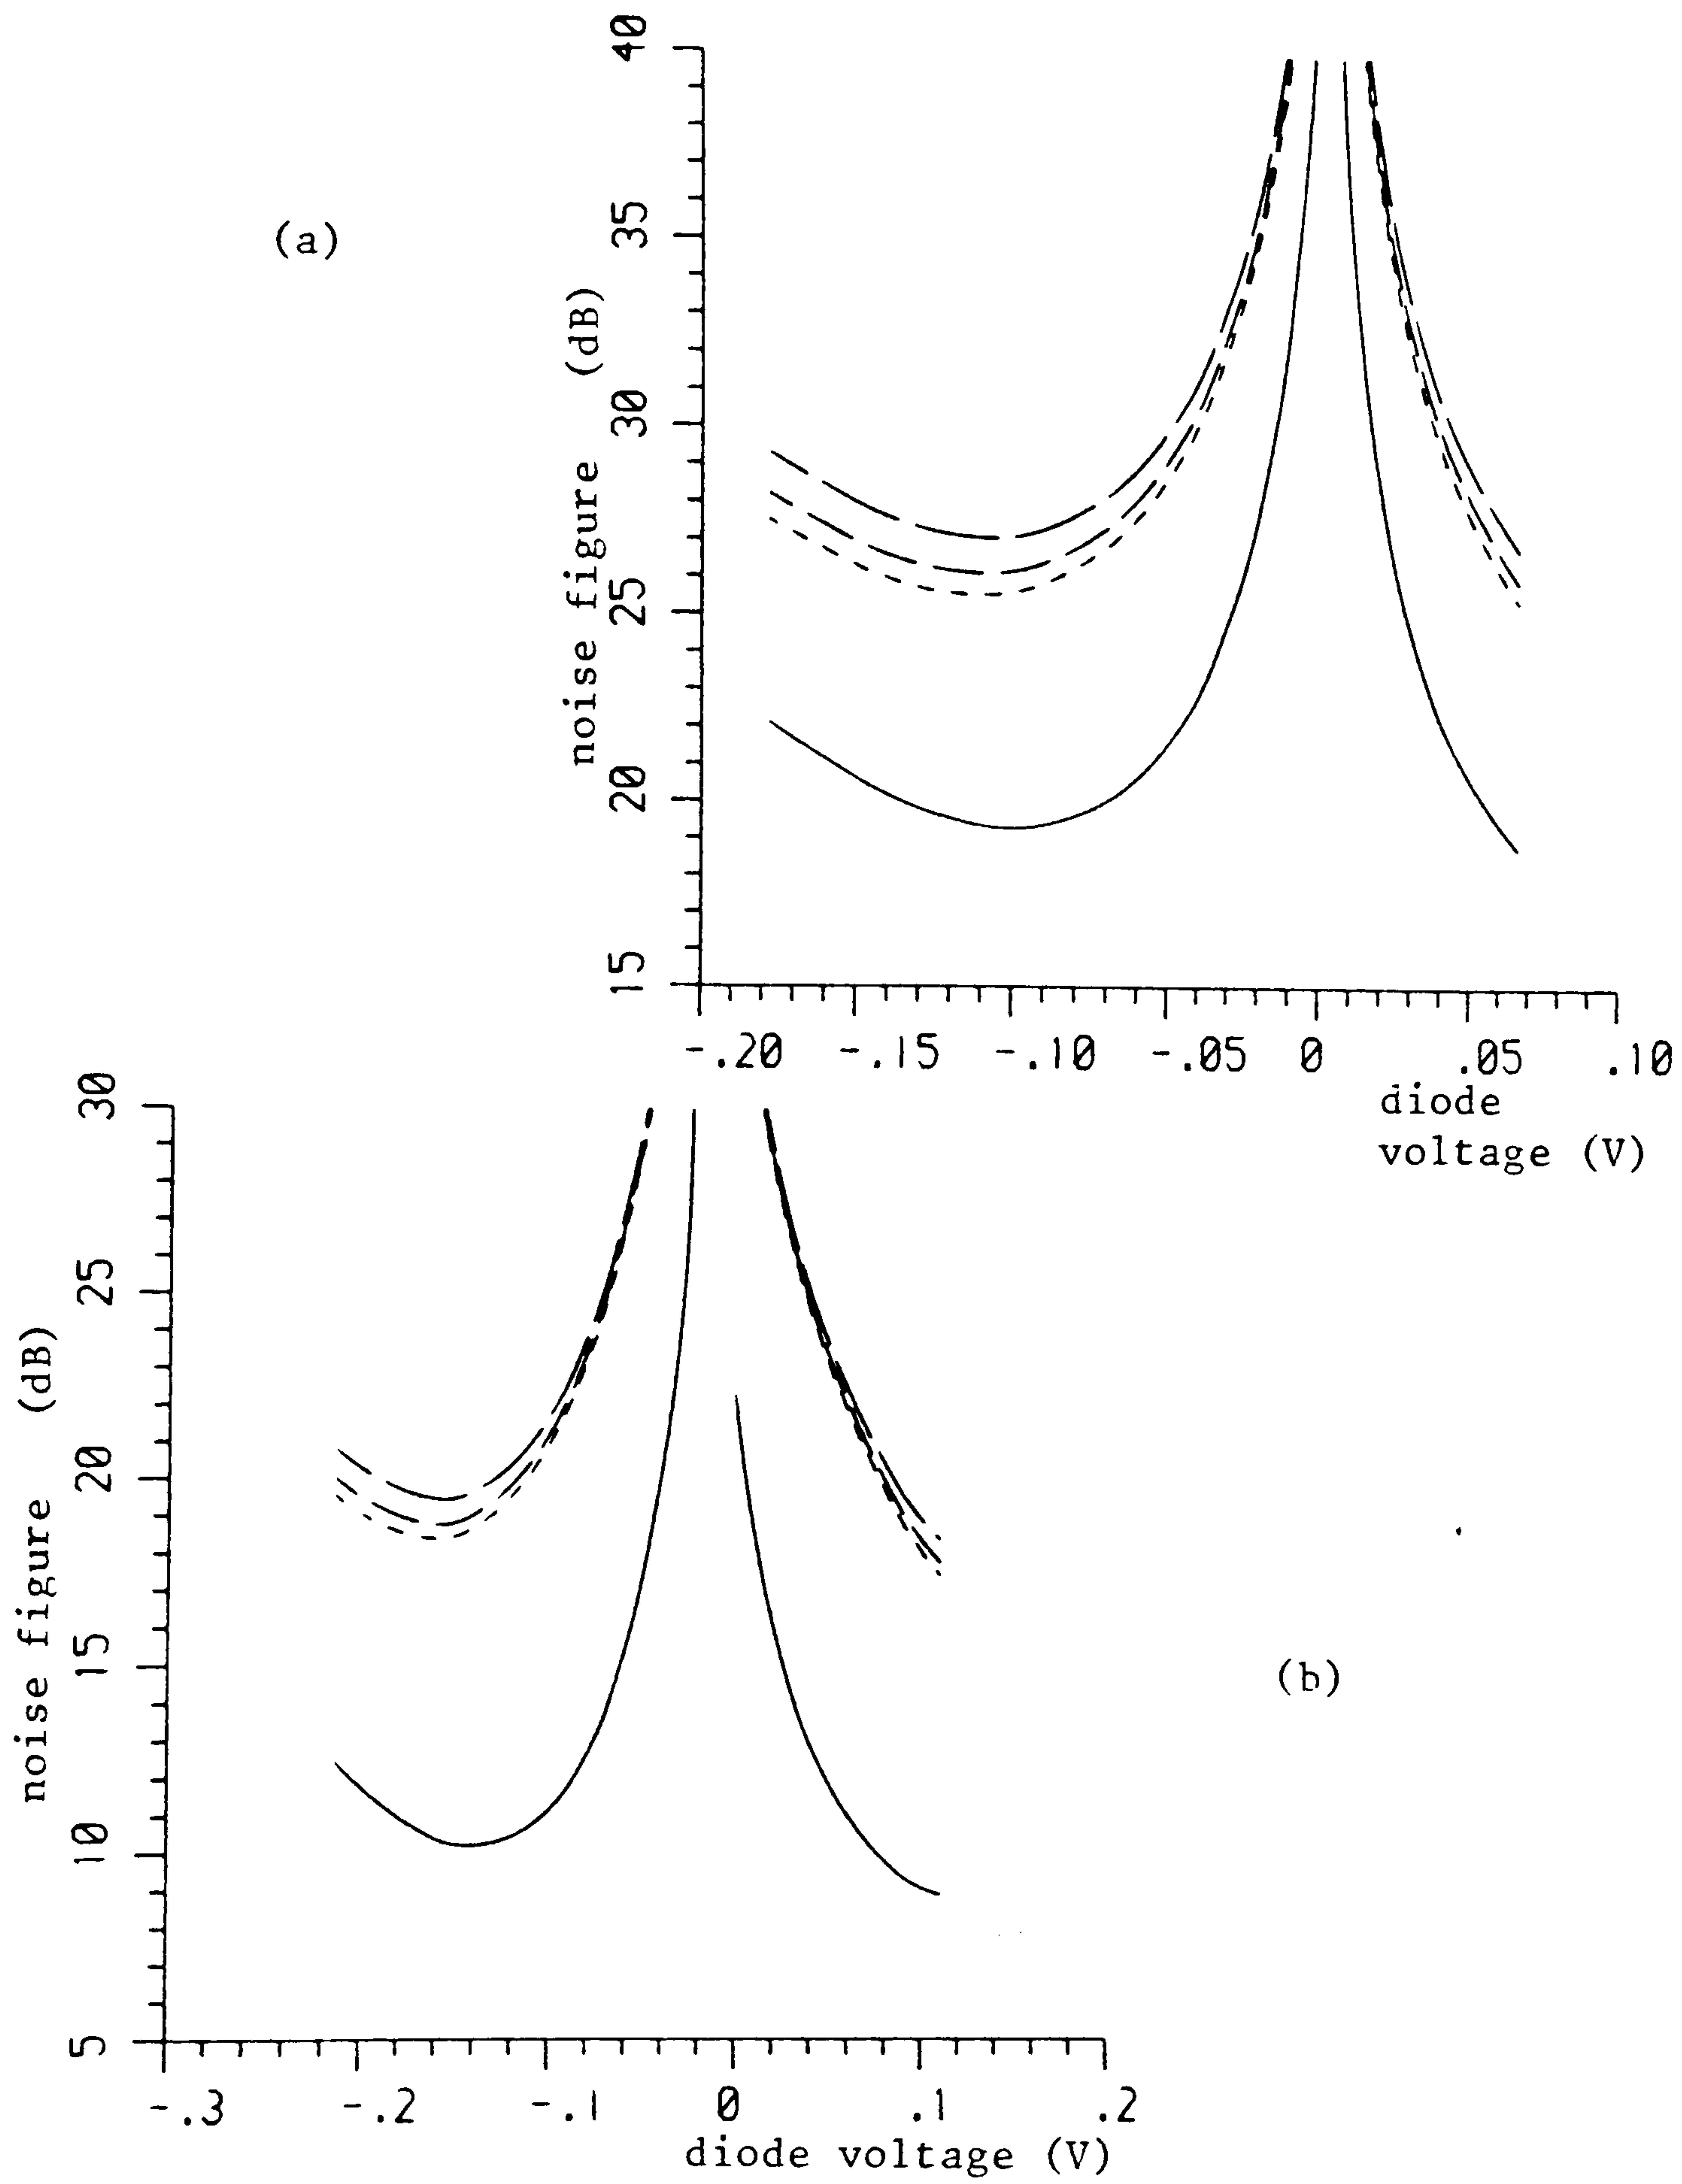 (a)
noise figure (dB)
40
35
30
25
20
15
-.20 -.15 -.10 -.05 0 .05 .10
diode
voltage (V)
(b)
noise figure (dB)
30
25
20
15
10
5
-.3 -.2 -.1 0 .1 .2
diode voltage (V)